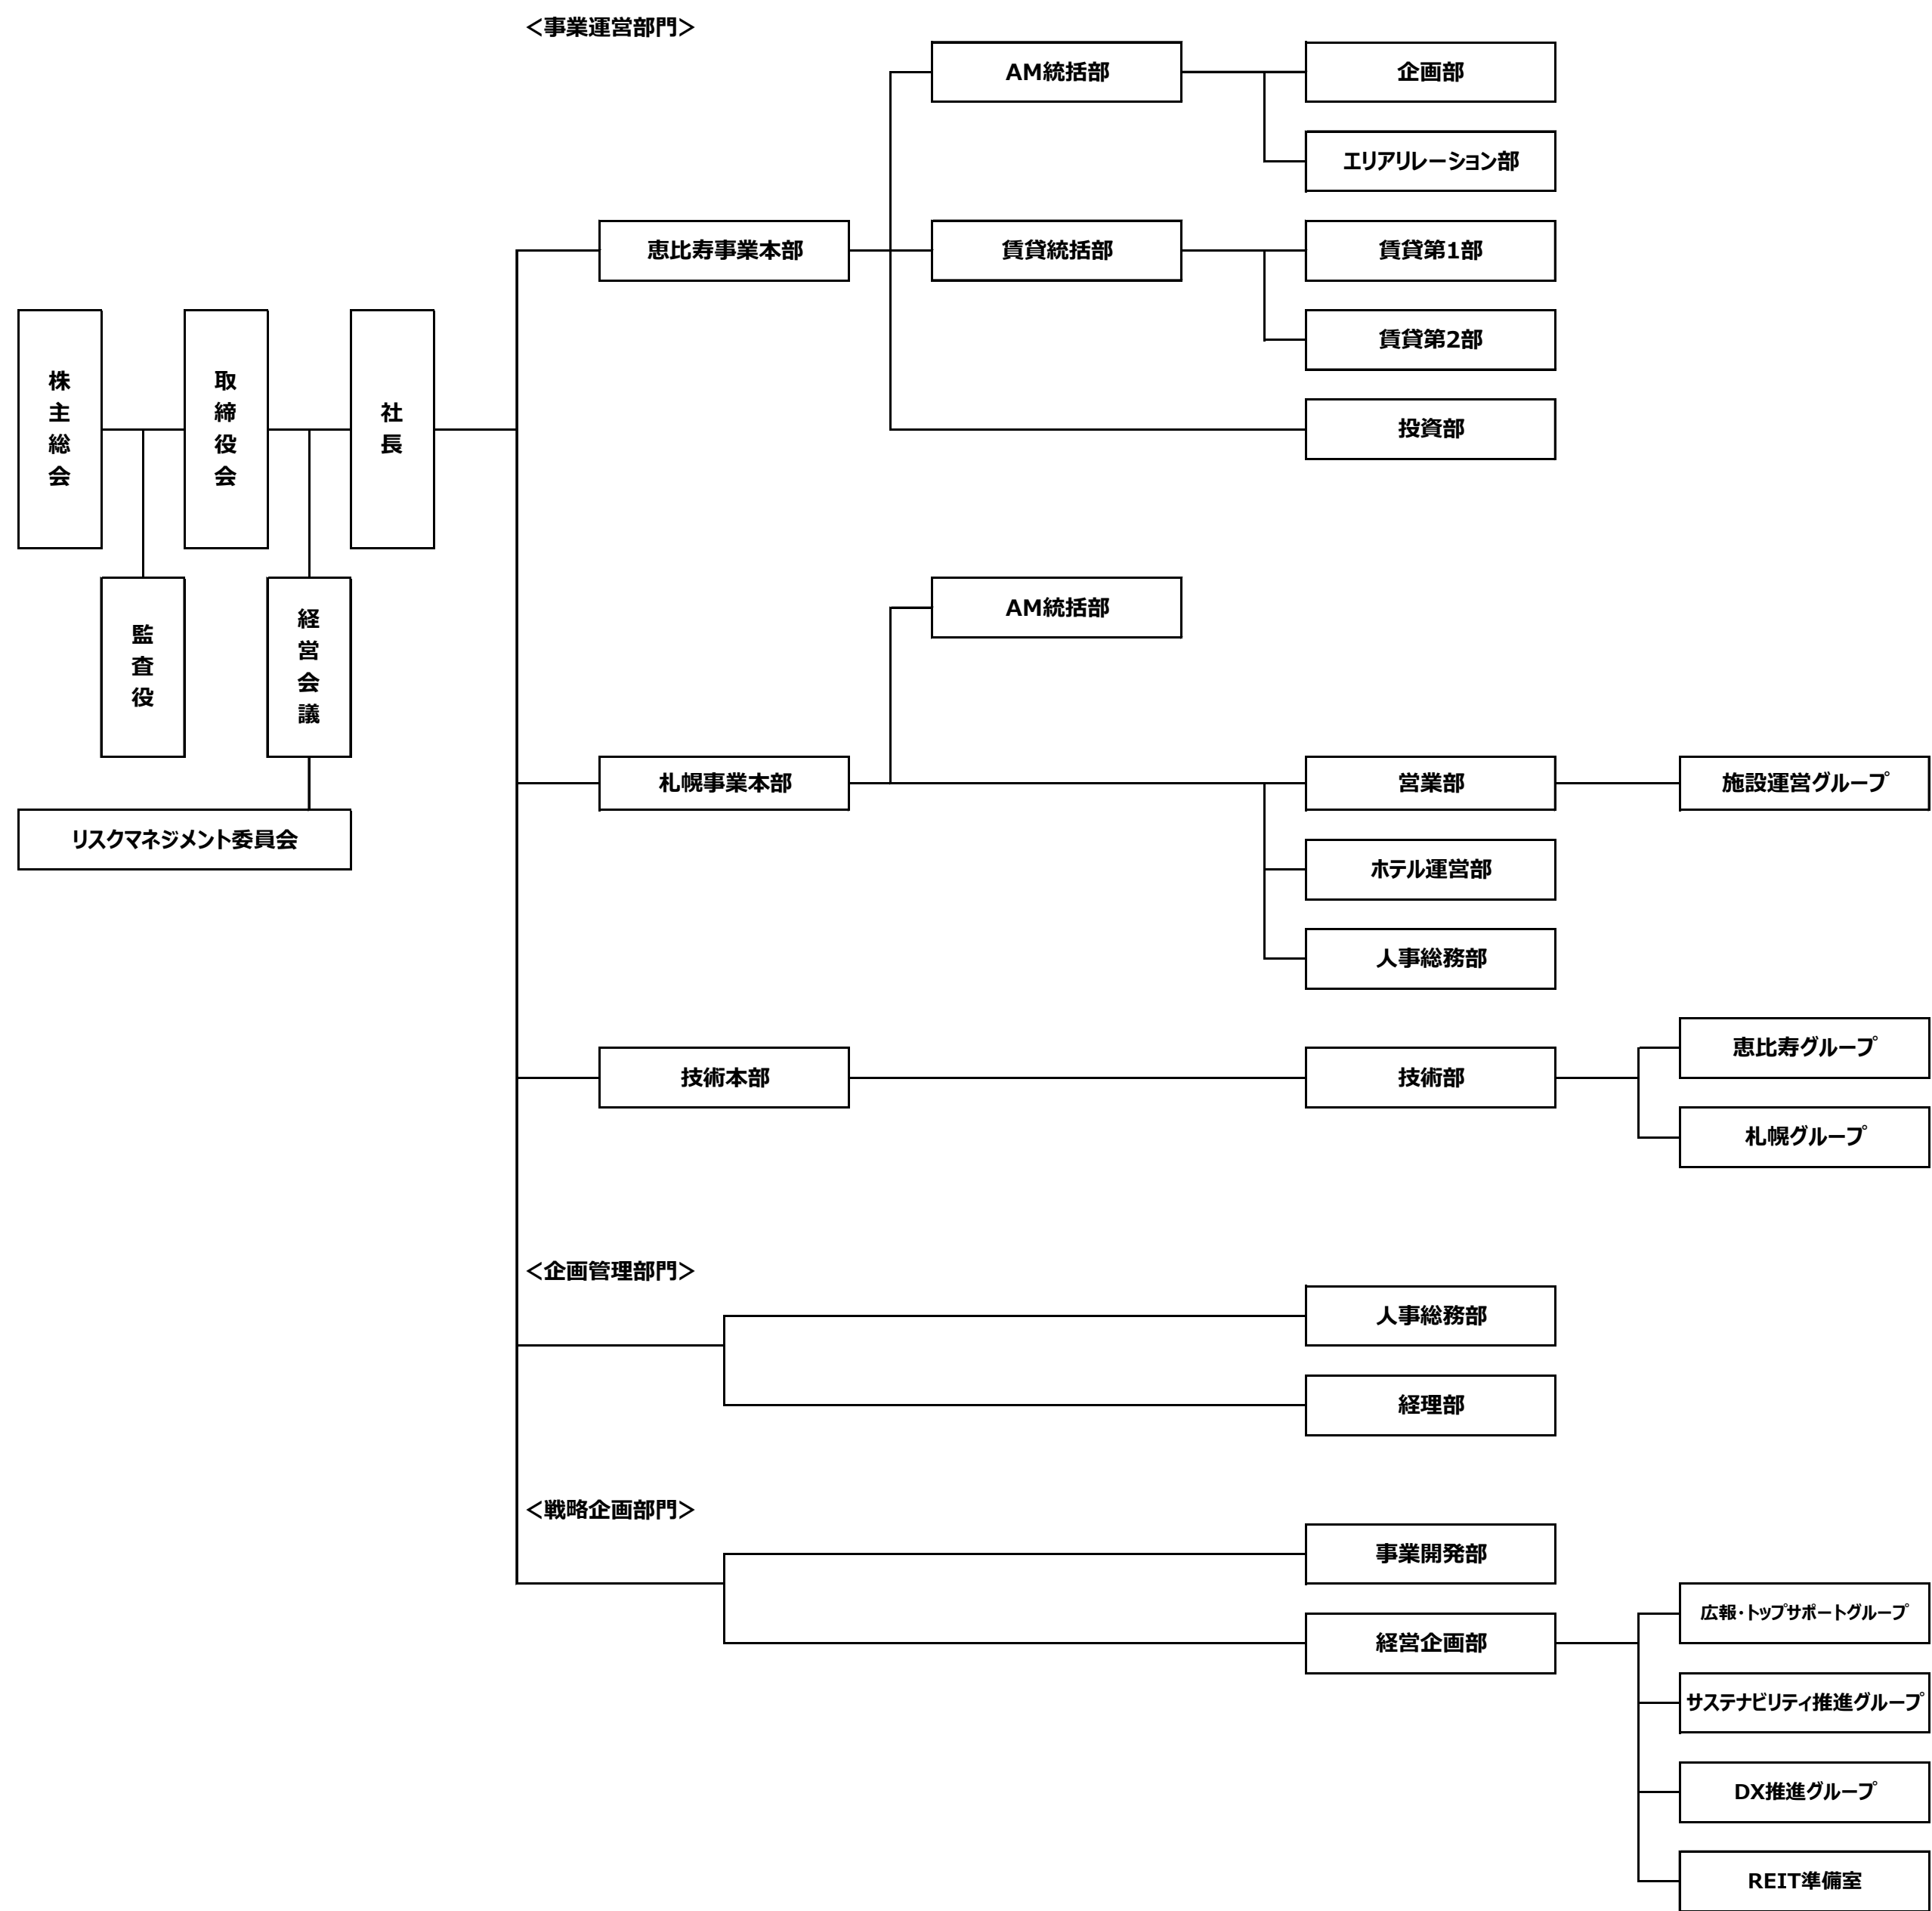 ＜事業運営部門＞
AM統括部
企画部
エリアリレーション部
恵比寿事業本部
賃貸統括部
賃貸第1部
賃貸第2部
投資部
株主総会
取締役会
社長
監査役
経営会議
リスクマネジメント委員会
AM統括部
札幌事業本部
営業部
施設運営グループ
ホテル運営部
人事総務部
技術本部
技術部
恵比寿グループ
札幌グループ
＜企画管理部門＞
人事総務部
経理部
＜戦略企画部門＞
事業開発部
経営企画部
広報・トップサポートグループ
サステナビリティ推進グループ
DX推進グループ
REIT準備室